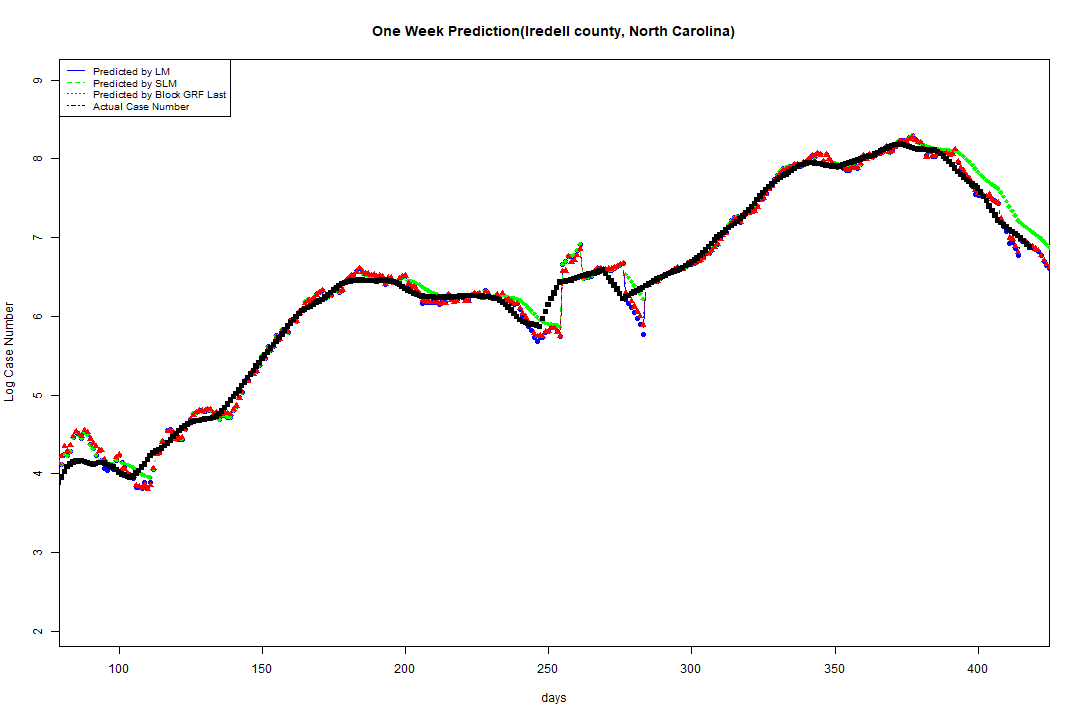 One Week Prediction(Iredell county, North Carolina)
Predicted by LM
Predicted by SLM
Predicted by Block GRF Last
Actual Case Number
9
8
7
6
5
4
3
2
Log Case Number
100 150 200 250 300 350 400
days